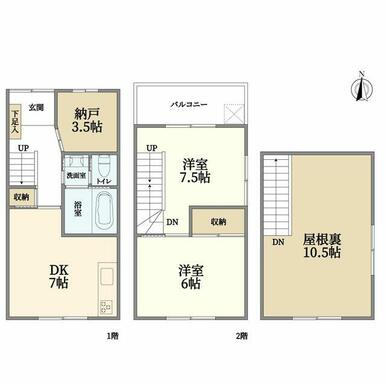 玄関
下足入
納戸
3.5帖
UP
洗面室
トイレ
収納
浴室
DK
7帖
1階
バルコニー
UP
洋室
7.5帖
DN
収納
洋室
6帖
2階
N
DN
屋根裏
10.5帖